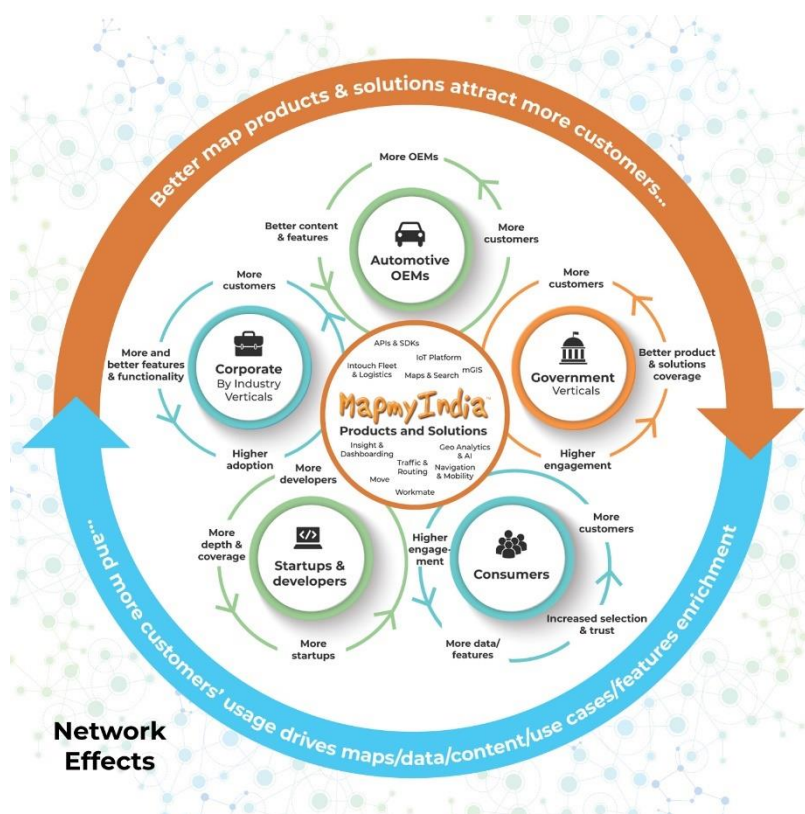 Better map products & solutions attract more customers...
More OEMs
Better content
& features
Automotive
OEMs
More
customers
More
customers
More and
better features
& functionality
Corporate
By Industry
Verticals
Higher
adoption
More
customers
Better product
& solutions
coverage
Government
Verticals
Higher
engagement
APIs & SDKs
IoT Platform
Intouch Fleet
& Logistics
Maps & Search
mGIS
MapmyIndia™
Products and Solutions
Insight &
Dashboarding
Geo Analytics
& AI
Traffic &
Routing
Navigation
& Mobility
Move
Workmate
More
developers
More
depth &
coverage
Startups &
developers
More
startups
Higher
engage-
ment
Consumers
More
customers
Increased selection
& trust
More data/
features
...and more customers' usage drives maps/data/content/use cases/features enrichment
Network
Effects